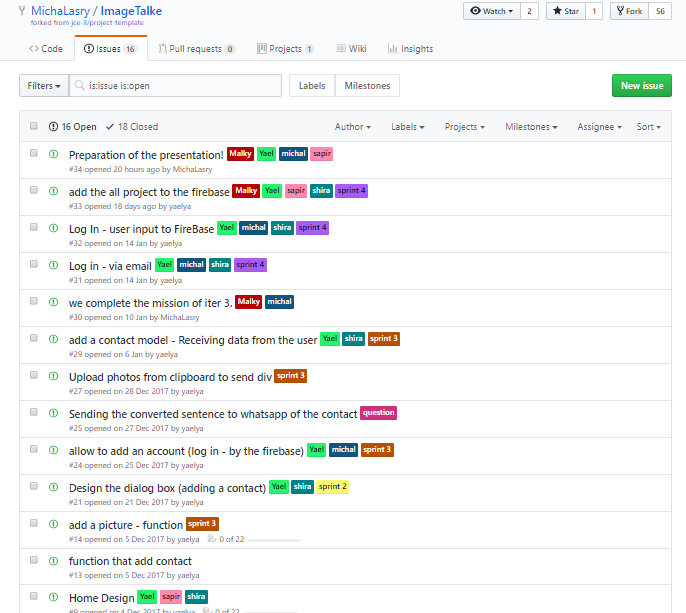 MichaLasry / ImageTalke
Watch 2 Star 1 Fork 56
forked from jce-il/project-template
Code Issues 16 Pull requests 0 Projects 1 Wiki Insights
Filters is:issue is:open Labels Milestones New issue
16 Open 18 Closed Author Labels Projects Milestones Assignee Sort
Preparation of the presentation! Malky Yael michal sapir
#34 opened 20 hours ago by MichaLasry
add the all project to the firebase Malky Yael sapir shira sprint 4
#33 opened 18 days ago by yaelya
Log In - user input to FireBase Yael michal shira sprint 4
#32 opened on 14 Jan by yaelya
Log in - via email Yael michal shira sprint 4
#31 opened on 14 Jan by yaelya
we complete the mission of iter 3. Malky michal
#30 opened on 10 Jan by MichaLasry
add a contact model - Receiving data from the user Yael shira sprint 3
#29 opened on 6 Jan by yaelya
Upload photos from clipboard to send div sprint 3
#27 opened on 28 Dec 2017 by yaelya
Sending the converted sentence to whatsapp of the contact question
#25 opened on 27 Dec 2017 by yaelya
allow to add an account (log in - by the firebase) Yael michal sprint 3
#24 opened on 25 Dec 2017 by yaelya
Design the dialog box (adding a contact) Yael shira sprint 2
#21 opened on 21 Dec 2017 by yaelya
add a picture - function sprint 3
#14 opened on 5 Dec 2017 by yaelya 0 of 22
function that add contact
#13 opened on 5 Dec 2017 by yaelya
Home Design Yael sapir shira
#9 opened on 4 Dec 2017 by yaelya 0 of 22